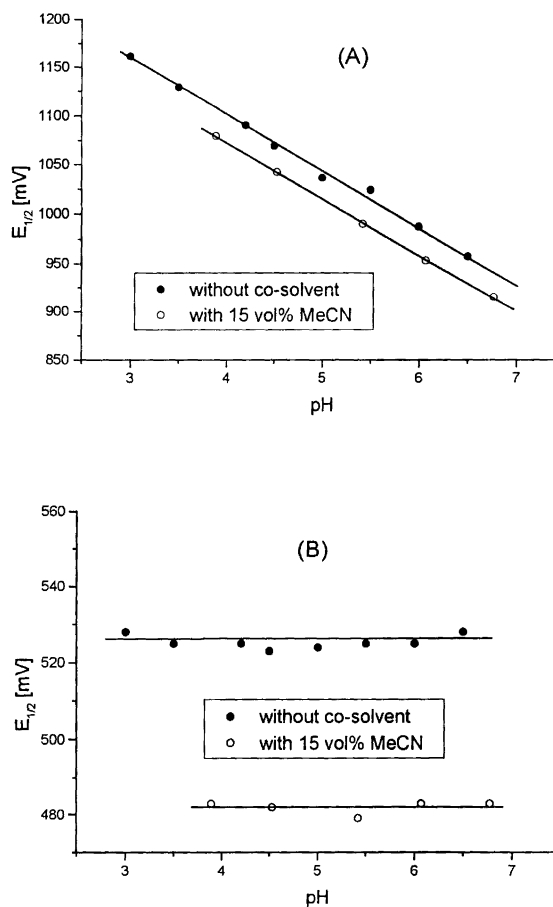 1200
(A)
1150
1100
1050
1000
950
900
850
E1/2 [mV]
without co-solvent
with 15 vol% MeCN
3 4 5 6 7
pH
560
(B)
540
520
500
480
E1/2 [mV]
without co-solvent
with 15 vol% MeCN
3 4 5 6 7
pH